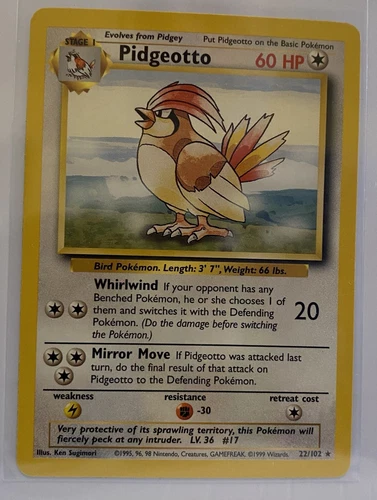 Evolves from Pidgey Put Pidgeotto on the Basic Pokémon
STAGE 1
Pidgeotto 60 HP
Bird Pokémon. Length: 3' 7", Weight: 66 lbs.
Whirlwind If your opponent has any
Benched Pokémon, he or she chooses 1 of
them and switches it with the Defending
Pokémon. (Do the damage before switching
the Pokémon.)
20
Mirror Move If Pidgeotto was attacked last
turn, do the final result of that attack on
Pidgeotto to the Defending Pokémon.
weakness resistance retreat cost
-30
Very protective of its sprawling territory, this Pokémon will
fiercely peck at any intruder. LV. 36 #17
Illus. Ken Sugimori ©1995, 96, 98 Nintendo, Creatures, GAMEFREAK. ©1999 Wizards. 22/102 ★